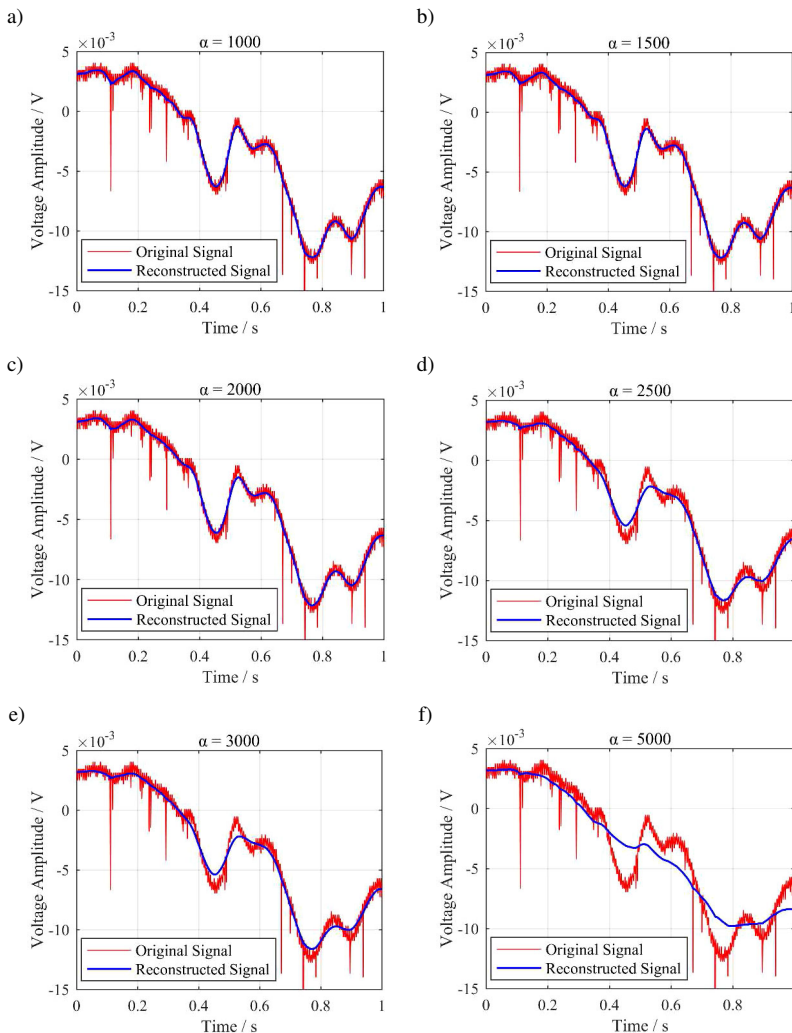 a)
α = 1000
×10⁻³
5
0
-5
-10
-15
Voltage Amplitude / V
Original Signal
Reconstructed Signal
0 0.2 0.4 0.6 0.8 1
Time / s
b)
α = 1500
×10⁻³
5
0
-5
-10
-15
Voltage Amplitude / V
Original Signal
Reconstructed Signal
0 0.2 0.4 0.6 0.8 1
Time / s
c)
α = 2000
×10⁻³
5
0
-5
-10
-15
Voltage Amplitude / V
Original Signal
Reconstructed Signal
0 0.2 0.4 0.6 0.8 1
Time / s
d)
α = 2500
×10⁻³
5
0
-5
-10
-15
Voltage Amplitude / V
Original Signal
Reconstructed Signal
0 0.2 0.4 0.6 0.8
Time / s
e)
α = 3000
×10⁻³
5
0
-5
-10
-15
Voltage Amplitude / V
Original Signal
Reconstructed Signal
0 0.2 0.4 0.6 0.8 1
Time / s
f)
α = 5000
×10⁻³
5
0
-5
-10
-15
Voltage Amplitude / V
Original Signal
Reconstructed Signal
0 0.2 0.4 0.6 0.8
Time / s